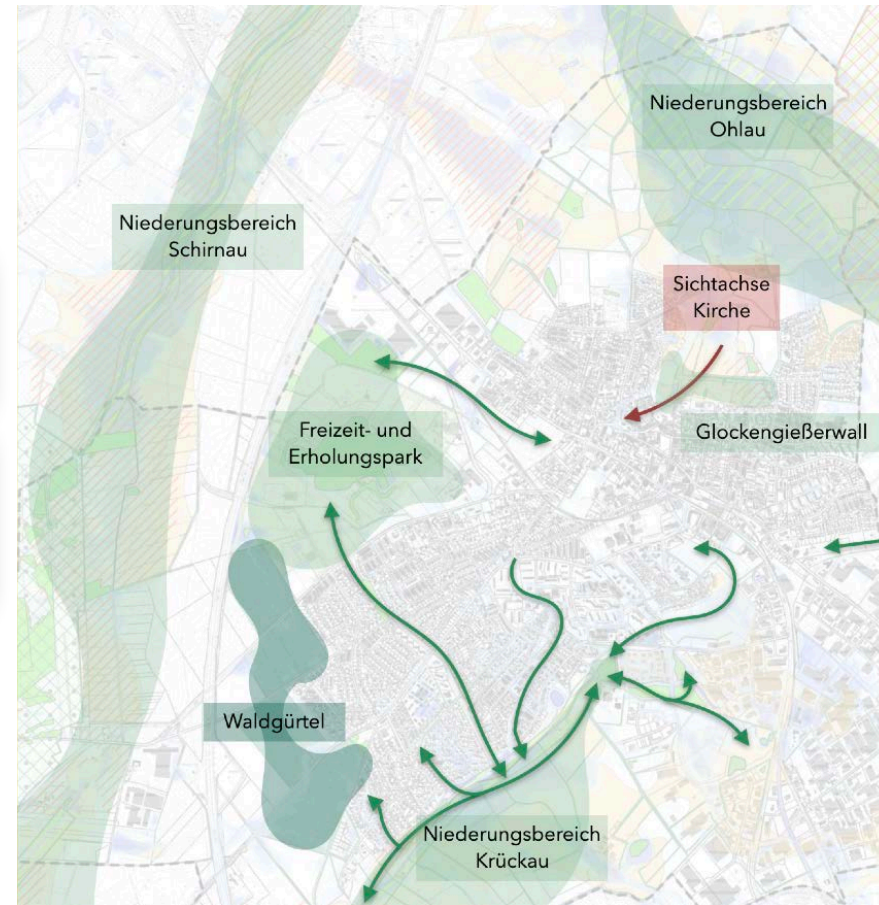 Niederungsbereich
Ohlau
Niederungsbereich
Schirnau
Sichtachse
Kirche
Freizeit- und
Erholungspark
Glockengießerwall
Waldgürtel
Niederungsbereich
Krückau